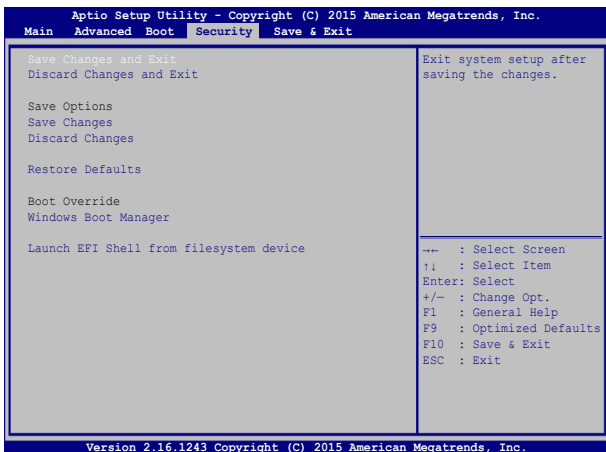 Aptio Setup Utility - Copyright (C) 2015 American Megatrends, Inc.
Main Advanced Boot Security Save & Exit
Save Changes and Exit
Discard Changes and Exit
Save Options
Save Changes
Discard Changes
Restore Defaults
Boot Override
Windows Boot Manager
Launch EFI Shell from filesystem device
Exit system setup after
saving the changes.
→← : Select Screen
↑↓ : Select Item
Enter: Select
+/— : Change Opt.
F1 : General Help
F9 : Optimized Defaults
F10 : Save & Exit
ESC : Exit
Version 2.16.1243 Copyright (C) 2015 American Megatrends, Inc.